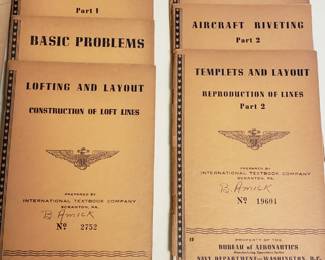 Part 1
BASIC PROBLEMS
LOFTING AND LAYOUT
CONSTRUCTION OF LOFT LINES
PREPARED BY
INTERNATIONAL TEXTBOOK COMPANY
SCRANTON, PA.
B. Amick
No 2752
AIRCRAFT RIVETING
Part 2
TEMPLETS AND LAYOUT
REPRODUCTION OF LINES
Part 2
PREPARED BY
INTERNATIONAL TEXTBOOK COMPANY
SCRANTON, PA.
B. Amick
No 19601
PROPERTY OF THE
BUREAU of AERONAUTICS
NAVY DEPARTMENT, WASHINGTON, D.C.